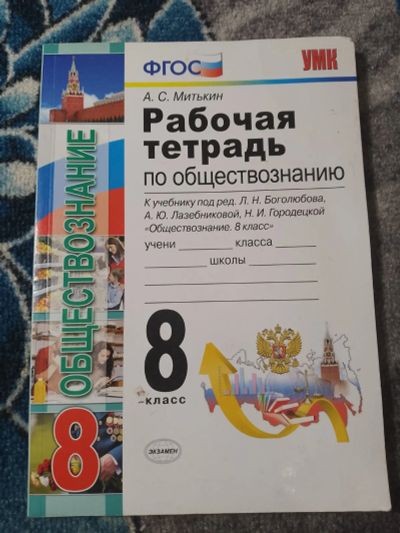 ФГОС
УМК
А. С. Митькин
Рабочая
тетрадь
по обществознанию
К учебнику под ред. Л. Н. Боголюбова,
А. Ю. Лазебниковой, Н. И. Городецкой
«Обществознание. 8 класс»
учени класса
школы
8
класс
ЭКЗАМЕН
ОБЩЕСТВОЗНАНИЕ
8